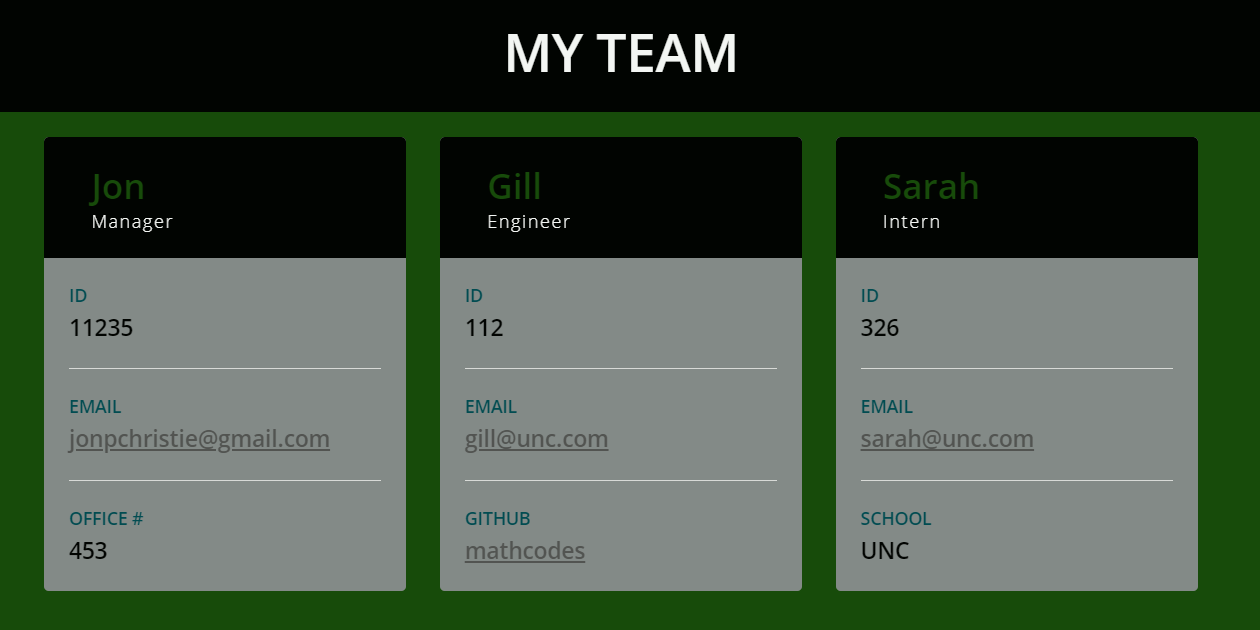 MY TEAM
Jon
Manager
ID
11235
EMAIL
jonpchristie@gmail.com
OFFICE #
453
Gill
Engineer
ID
112
EMAIL
gill@unc.com
GITHUB
mathcodes
Sarah
Intern
ID
326
EMAIL
sarah@unc.com
SCHOOL
UNC